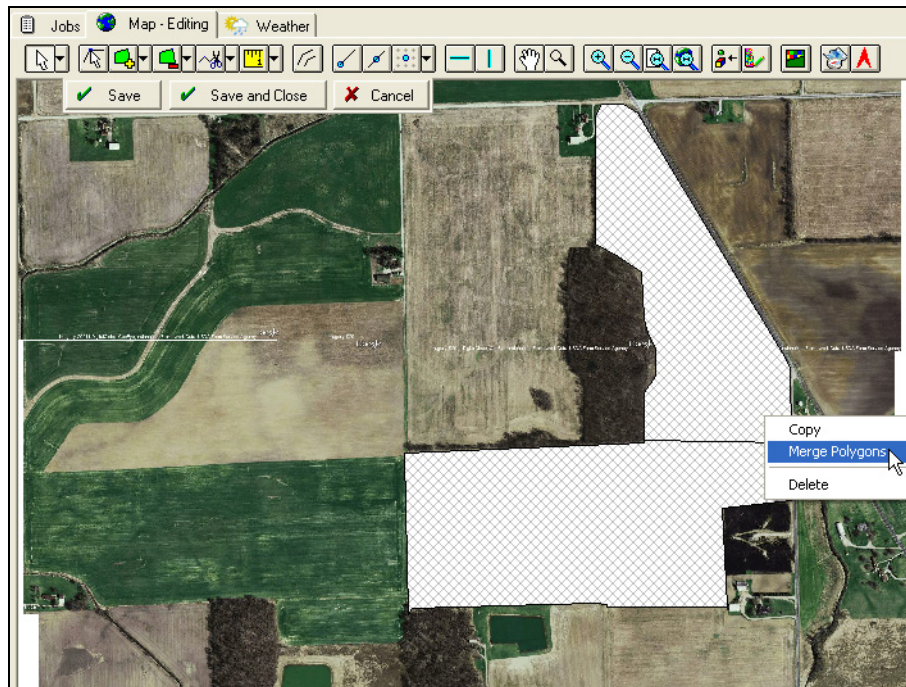 Jobs
Map - Editing
Weather
Save
Save and Close
Cancel
Copy
Merge Polygons
Delete